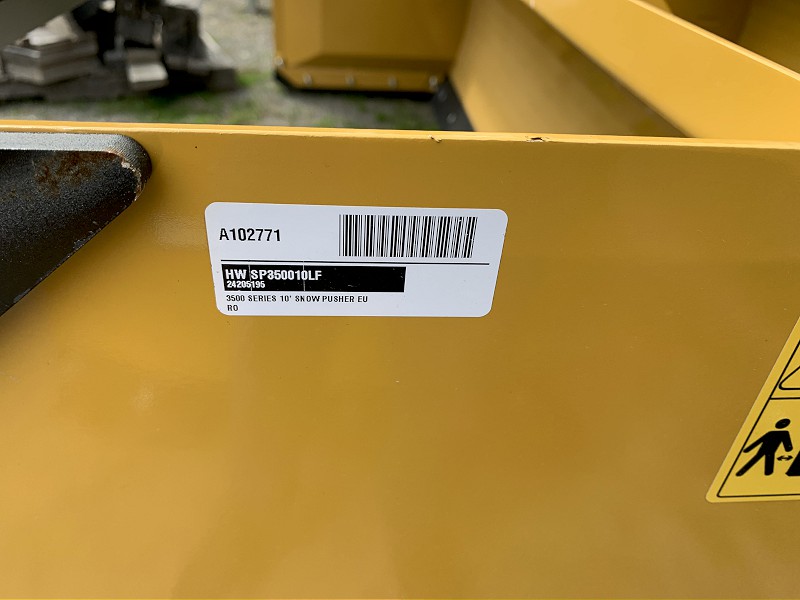 A102771
HW SP350010LF
24205195
3500 SERIES 10' SNOW PUSHER EU
RO